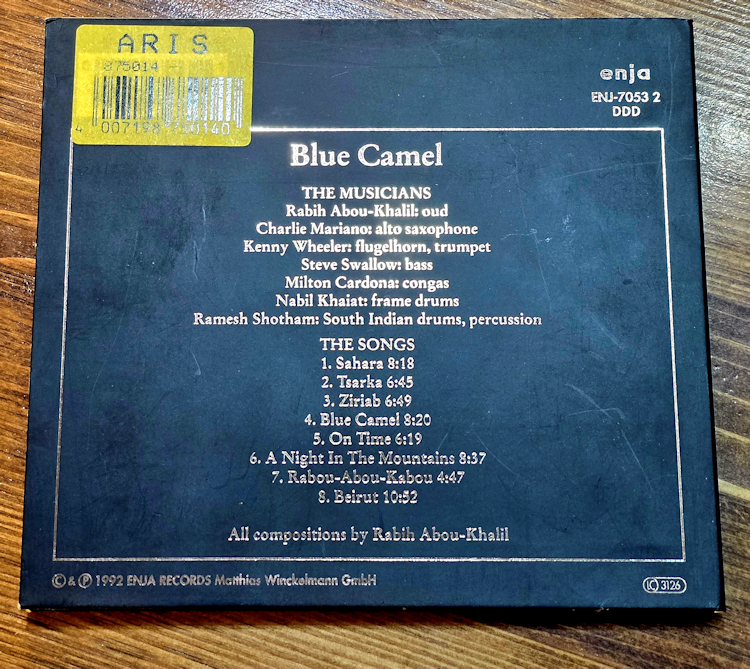 ARIS
enja
ENJ-7053 2
DDD
Blue Camel
THE MUSICIANS
Rabih Abou-Khalil: oud
Charlie Mariano: alto saxophone
Kenny Wheeler: flugelhorn, trumpet
Steve Swallow: bass
Milton Cardona: congas
Nabil Khaiat: frame drums
Ramesh Shotham: South Indian drums, percussion
THE SONGS
1. Sahara 8:18
2. Tsarka 6:45
3. Ziriab 6:49
4. Blue Camel 8:20
5. On Time 6:19
6. A Night In The Mountains 8:37
7. Rabou-Abou-Kabou 4:47
8. Beirut 10:52
All compositions by Rabih Abou-Khalil
© & ℗ 1992 ENJA RECORDS Matthias Winckelmann GmbH
LC 3126